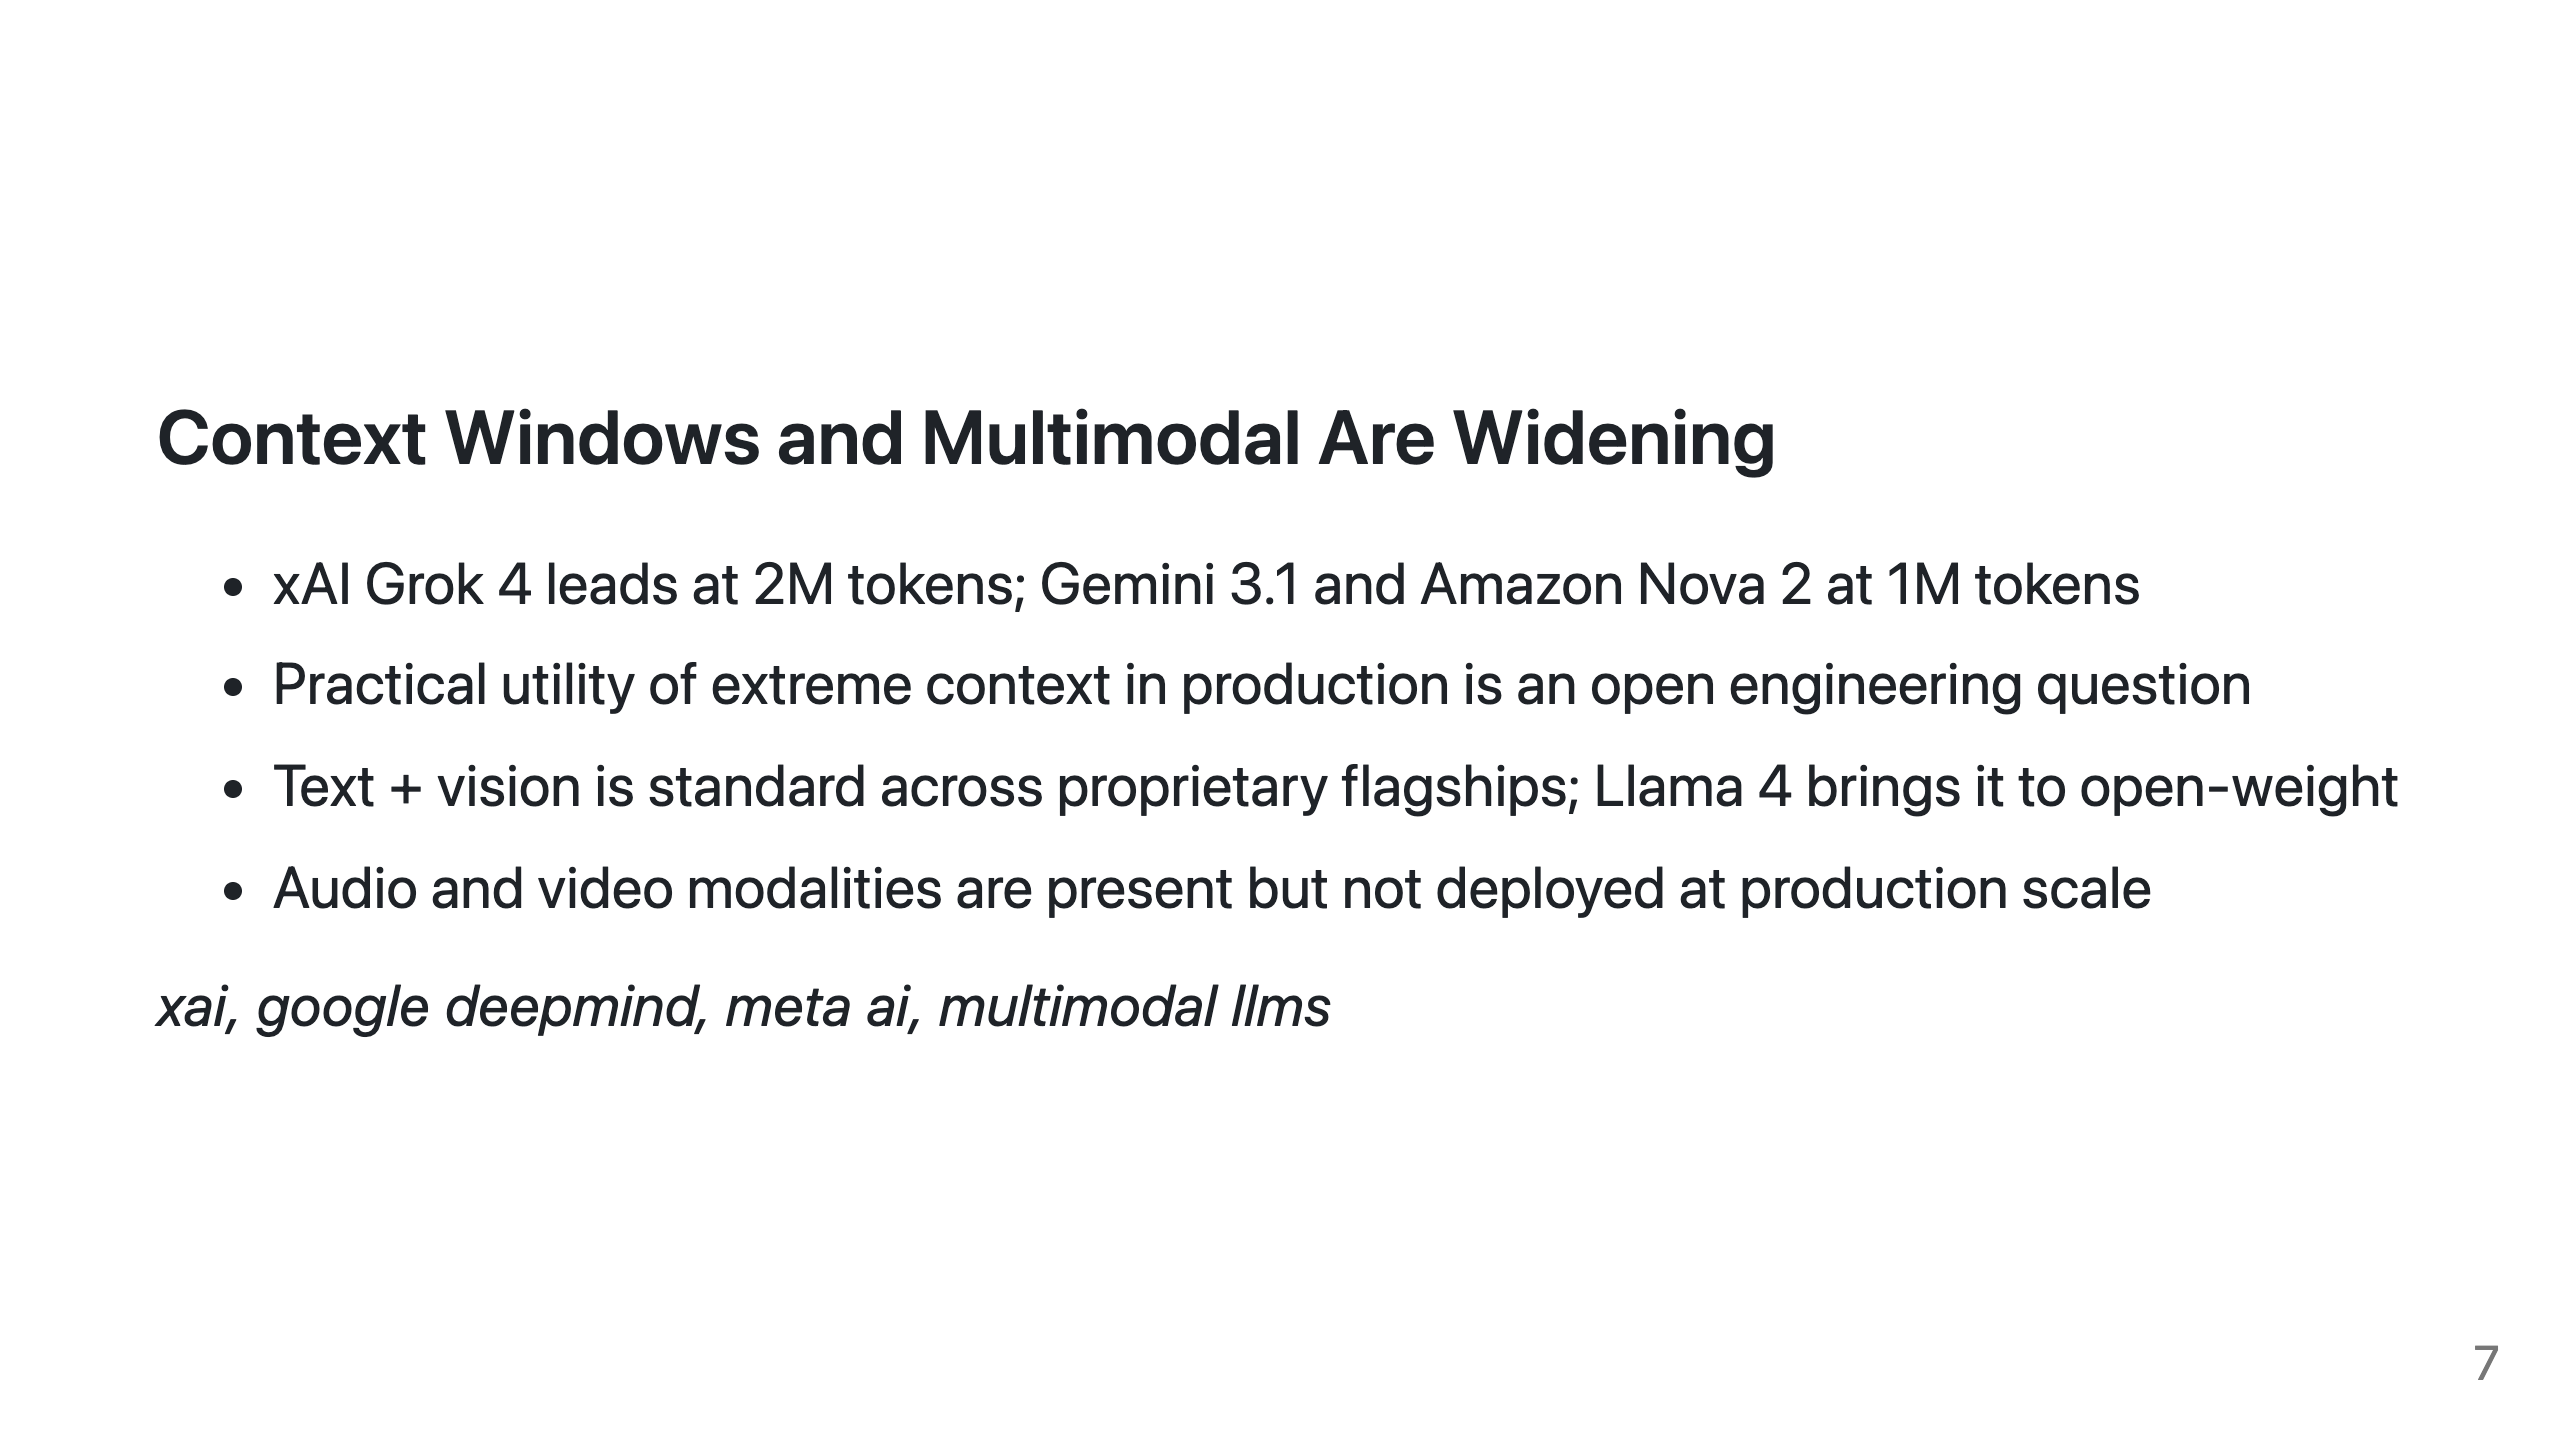 Context Windows and Multimodal Are Widening
• xAI Grok 4 leads at 2M tokens; Gemini 3.1 and Amazon Nova 2 at 1M tokens
• Practical utility of extreme context in production is an open engineering question
• Text + vision is standard across proprietary flagships; Llama 4 brings it to open-weight
• Audio and video modalities are present but not deployed at production scale
xai, google deepmind, meta ai, multimodal llms
7